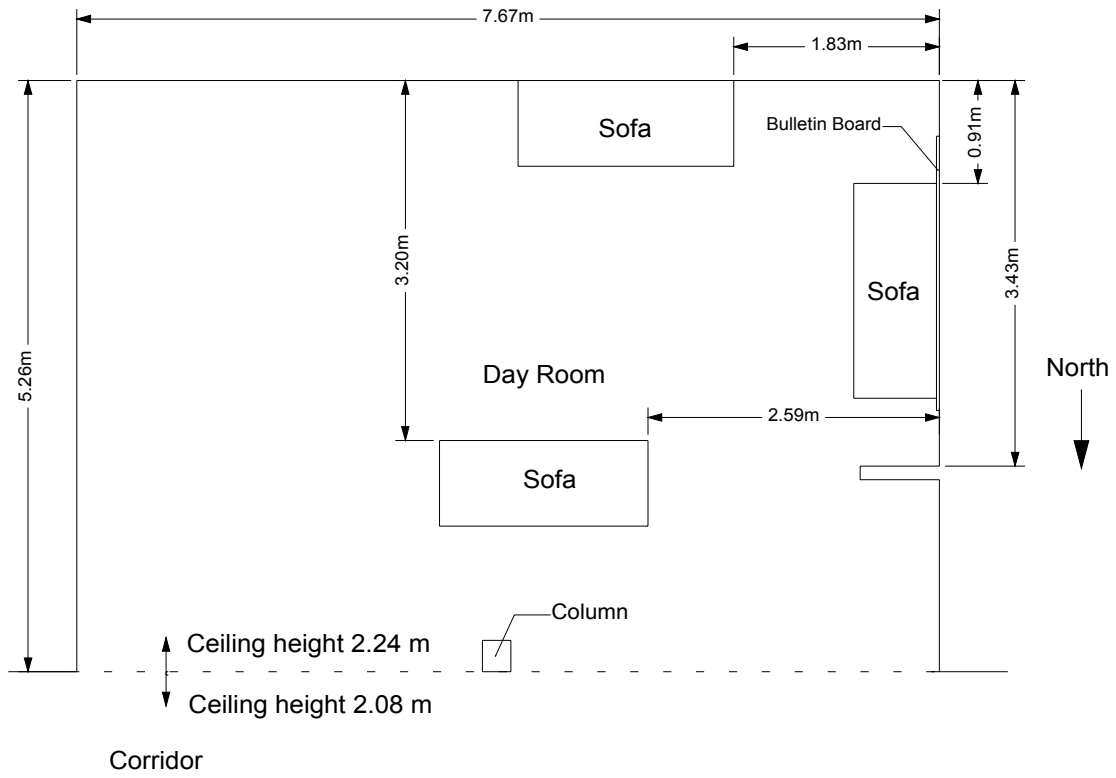 7.67m
1.83m
Sofa
Bulletin Board
0.91m
3.20m
Sofa
3.43m
5.26m
Day Room
North
2.59m
Sofa
Column
Ceiling height 2.24 m
Ceiling height 2.08 m
Corridor